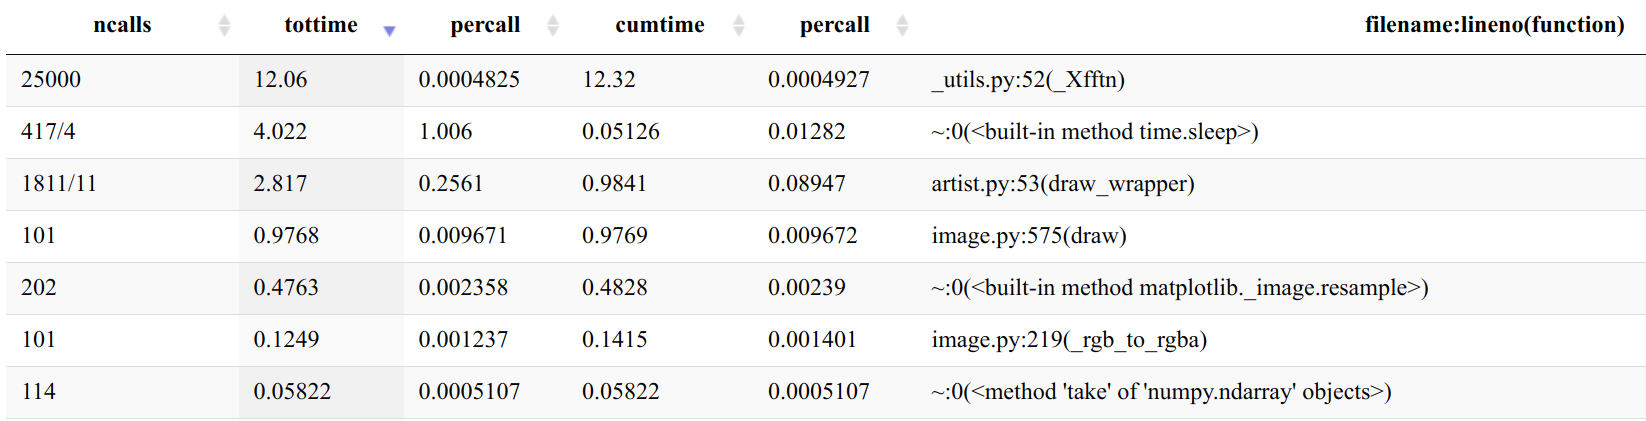 ncalls tottime percall cumtime percall filename:lineno(function)
25000 12.06 0.0004825 12.32 0.0004927 _utils.py:52(_Xfftn)
417/4 4.022 1.006 0.05126 0.01282 ~:0(<built-in method time.sleep>)
1811/11 2.817 0.2561 0.9841 0.08947 artist.py:53(draw_wrapper)
101 0.9768 0.009671 0.9769 0.009672 image.py:575(draw)
202 0.4763 0.002358 0.4828 0.00239 ~:0(<built-in method matplotlib._image.resample>)
101 0.1249 0.001237 0.1415 0.001401 image.py:219(_rgb_to_rgba)
114 0.05822 0.0005107 0.05822 0.0005107 ~:0(<method 'take' of 'numpy.ndarray' objects>)